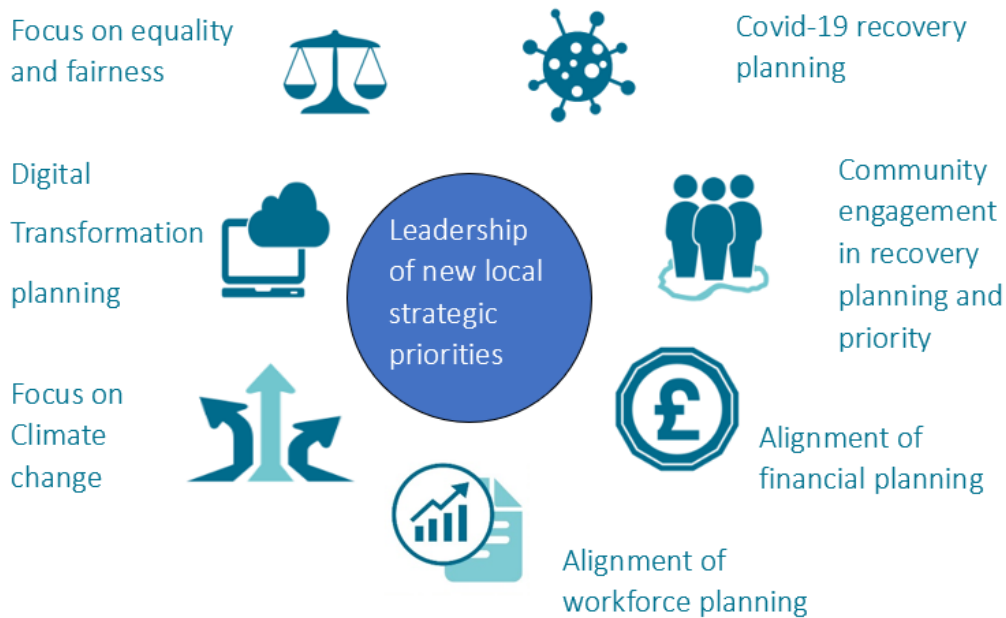 Focus on equality
and fairness
Covid-19 recovery
planning
Digital
Transformation
planning
Leadership
of new local
strategic
priorities
Community
engagement
in recovery
planning and
priority
Focus on
Climate
change
£
Alignment of
financial planning
Alignment of
workforce planning